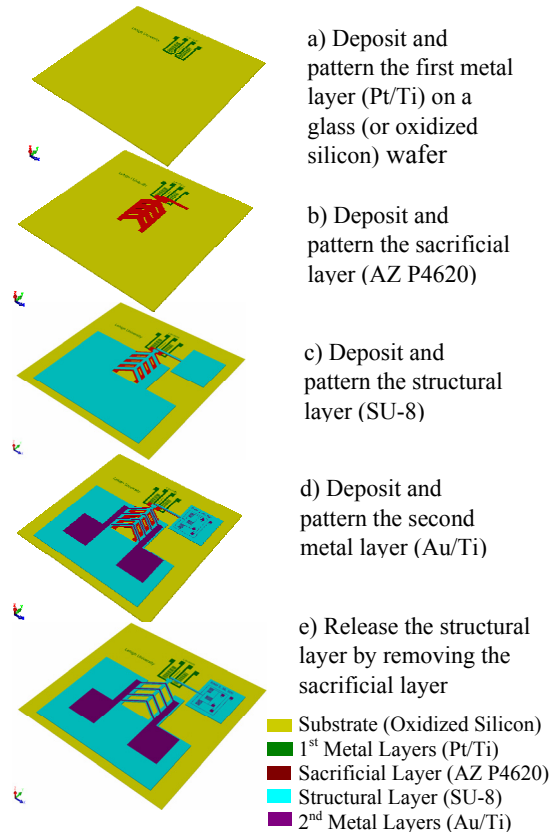 a) Deposit and
pattern the first metal
layer (Pt/Ti) on a
glass (or oxidized
silicon) wafer
b) Deposit and
pattern the sacrificial
layer (AZ P4620)
c) Deposit and
pattern the structural
layer (SU-8)
d) Deposit and
pattern the second
metal layer (Au/Ti)
e) Release the structural
layer by removing the
sacrificial layer
Substrate (Oxidized Silicon)
1st Metal Layers (Pt/Ti)
Sacrificial Layer (AZ P4620)
Structural Layer (SU-8)
2nd Metal Layers (Au/Ti)